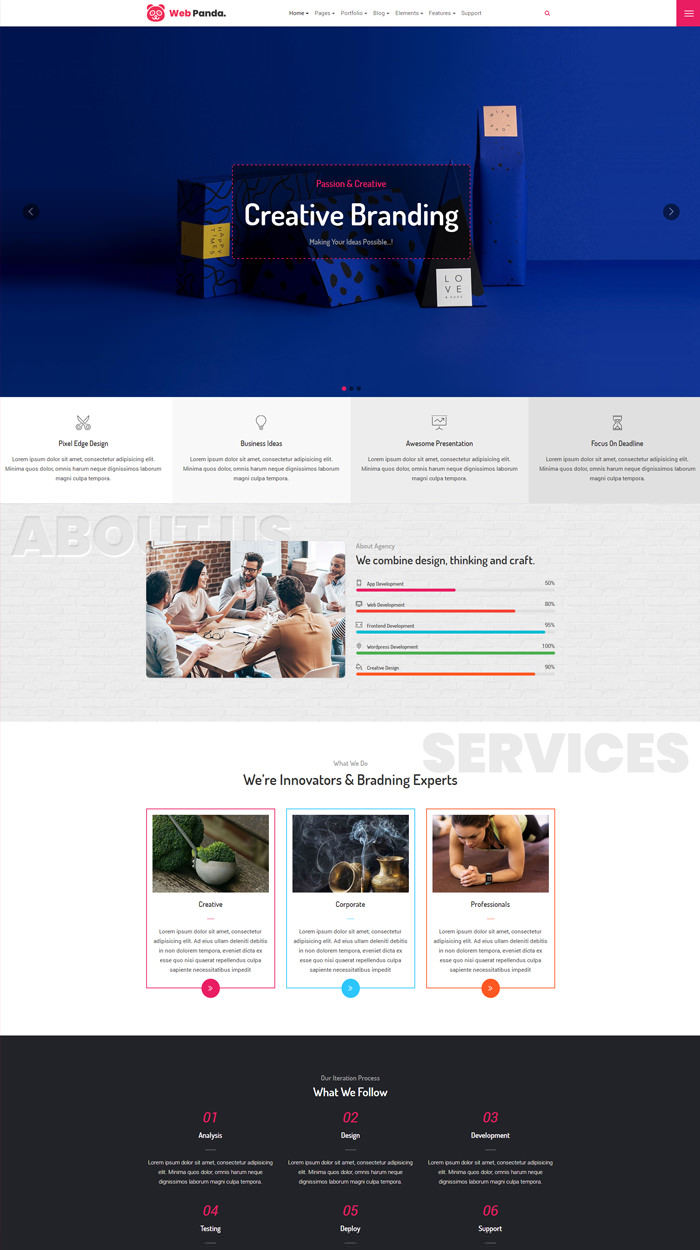 Web Panda.
Home Pages Portfolio Blog Elements Features Support
Passion & Creative
Creative Branding
Making Your Ideas Possible...!
HAPPY
TIMES
LO
VE
Pixel Edge Design
Lorem ipsum dolor sit amet, consectetur adipisicing elit.
Minima quos dolor, omnis harum neque dignissimos laborum
magni culpa tempora.
Business Ideas
Lorem ipsum dolor sit amet, consectetur adipisicing elit.
Minima quos dolor, omnis harum neque dignissimos laborum
magni culpa tempora.
Awesome Presentation
Lorem ipsum dolor sit amet, consectetur adipisicing elit.
Minima quos dolor, omnis harum neque dignissimos laborum
magni culpa tempora.
Focus On Deadline
Lorem ipsum dolor sit amet, consectetur adipisicing elit.
Minima quos dolor, omnis harum neque dignissimos laborum
magni culpa tempora.
ABOUT US
About Agency
We combine design, thinking and craft.
App Development 50%
Web Development 80%
Frontend Development 95%
Wordpress Development 100%
Creative Design 90%
SERVICES
What We Do
We're Innovators & Bradning Experts
Creative
Lorem ipsum dolor sit amet, consectetur
adipisicing elit. Ad eius ullam deleniti debitis
in non dolorem tempora, eveniet dicta ex
esse nisi quaerat repellendus culpa
sapiente necessitatibus impedit
Corporate
Lorem ipsum dolor sit amet, consectetur
adipisicing elit. Ad eius ullam deleniti debitis
in non dolorem tempora, eveniet dicta ex
esse nisi quaerat repellendus culpa
sapiente necessitatibus impedit
Professionals
Lorem ipsum dolor sit amet, consectetur
adipisicing elit. Ad eius ullam deleniti debitis
in non dolorem tempora, eveniet dicta ex
esse nisi quaerat repellendus culpa
sapiente necessitatibus impedit
Our Iteration Process
What We Follow
01
Analysis
Lorem ipsum dolor sit amet, consectetur adipisicing
elit. Minima quos dolor, omnis harum neque
dignissimos laborum magni culpa tempora.
02
Design
Lorem ipsum dolor sit amet, consectetur adipisicing
elit. Minima quos dolor, omnis harum neque
dignissimos laborum magni culpa tempora.
03
Development
Lorem ipsum dolor sit amet, consectetur adipisicing
elit. Minima quos dolor, omnis harum neque
dignissimos laborum magni culpa tempora.
04
Testing
05
Deploy
06
Support